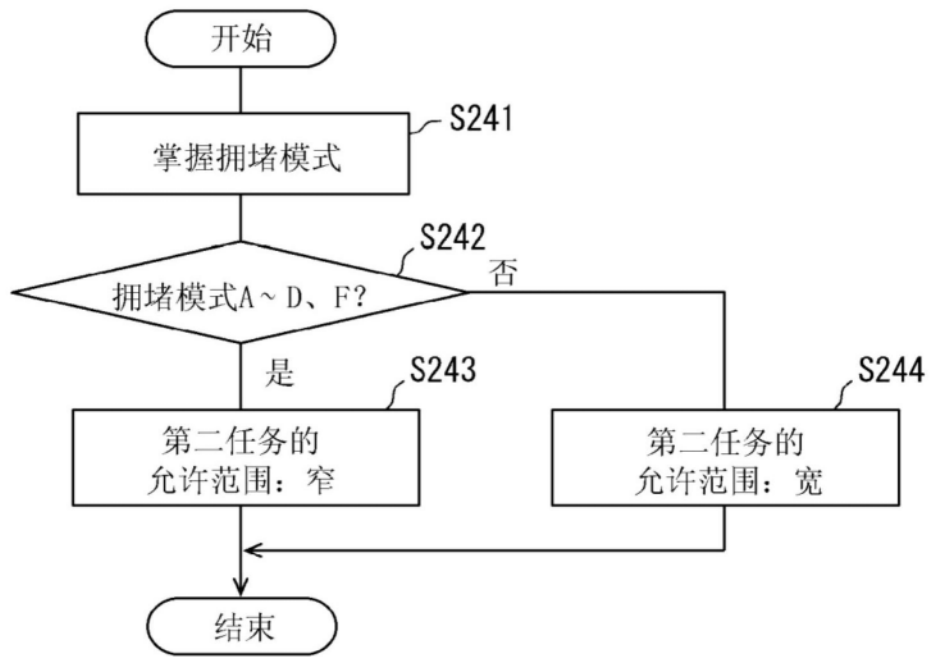 开始
S241
掌握拥堵模式
S242
拥堵模式A~D、F?
否
是
S243
第二任务的
允许范围：窄
S244
第二任务的
允许范围：宽
结束